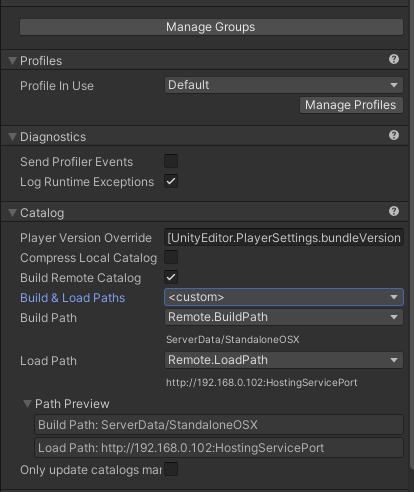 Manage Groups
Profiles
Profile In Use Default
Manage Profiles
Diagnostics
Send Profiler Events
Log Runtime Exceptions
Catalog
Player Version Override [UnityEditor.PlayerSettings.bundleVersion
Compress Local Catalog
Build Remote Catalog
Build & Load Paths <custom>
Build Path Remote.BuildPath
ServerData/StandaloneOSX
Load Path Remote.LoadPath
http://192.168.0.102:HostingServicePort
Path Preview
Build Path: ServerData/StandaloneOSX
Load Path: http://192.168.0.102:HostingServicePort
Only update catalogs mar